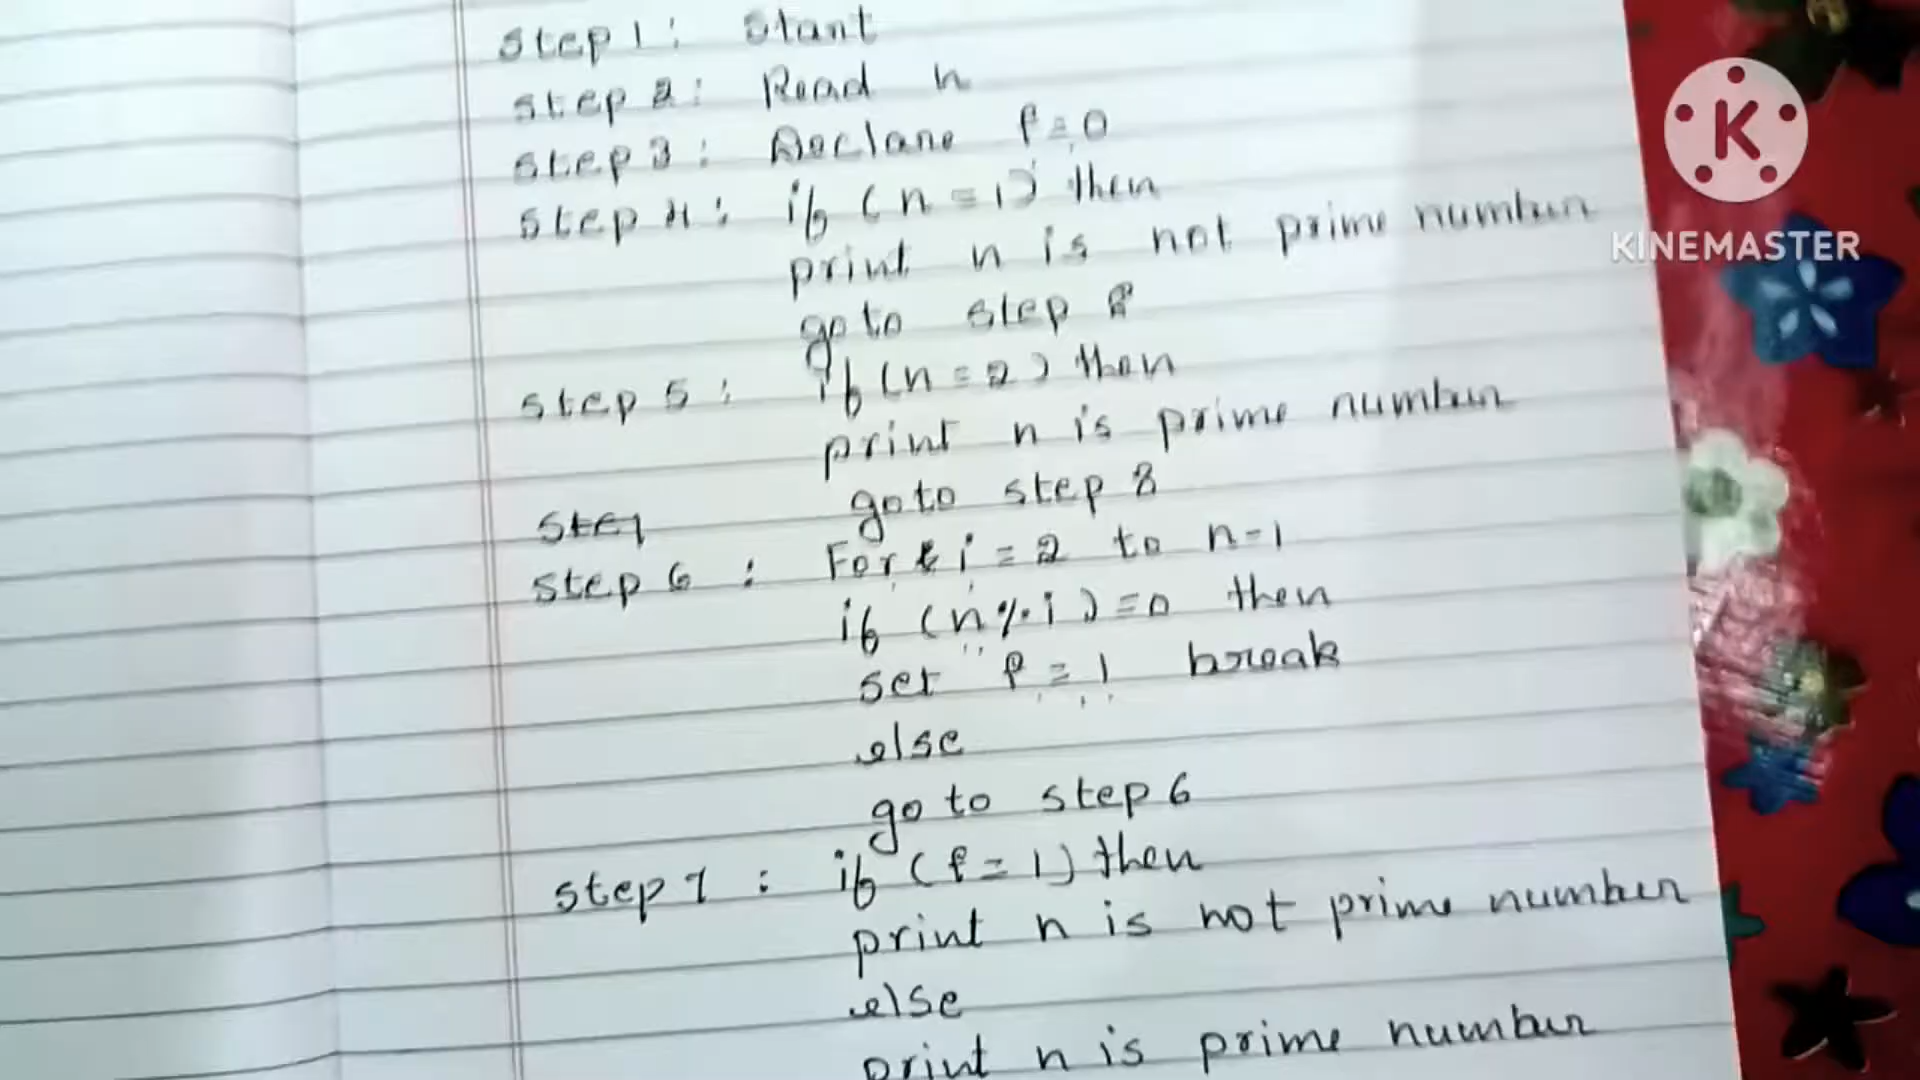 step 1 : start
step 2 : Read n
step 3 : Declare f=0
step 4 : if (n=1) then
print n is not prime number
go to step 8
step 5 : if (n=2) then
print n is prime number
go to step 8
step 6 : For i=2 to n-1
if (n%i)=0 then
set f=1 break
else
go to step 6
step 7 : if (f=1) then
print n is not prime number
else
print n is prime number
K
KINEMASTER